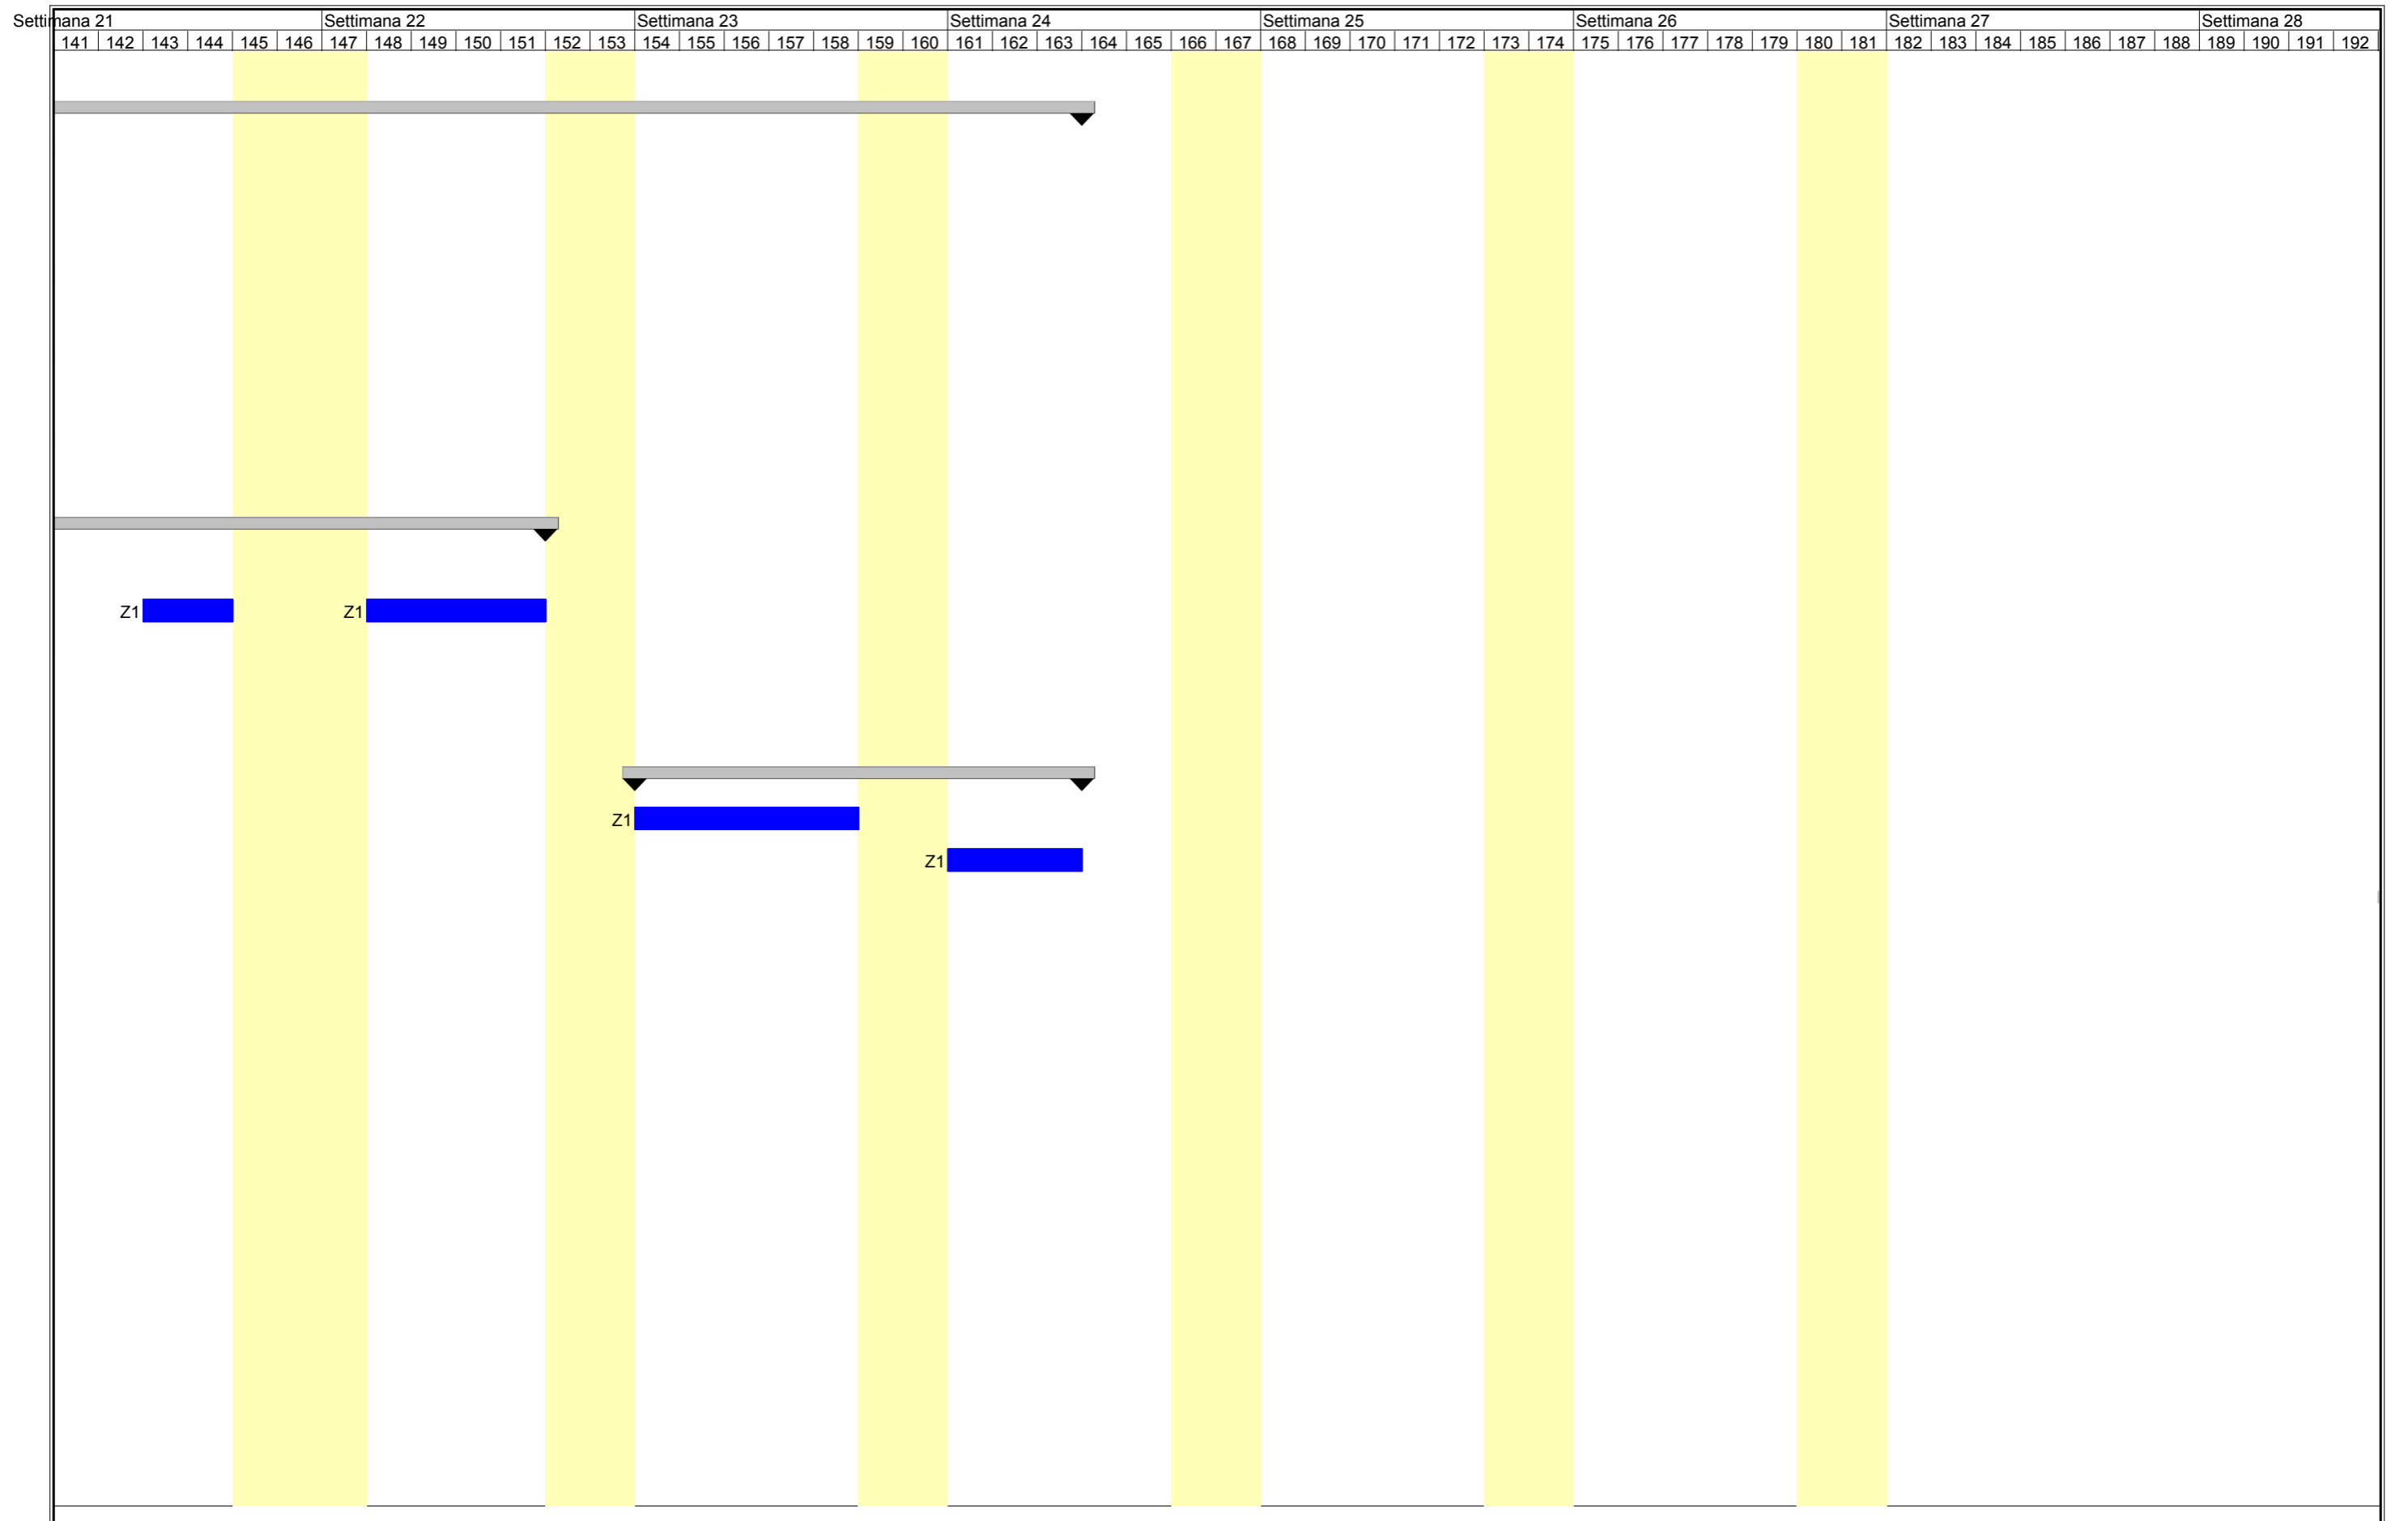 Settimana 21 Settimana 22 Settimana 23 Settimana 24 Settimana 25 Settimana 26 Settimana 27 Settimana 28
141 142 143 144 145 146 147 148 149 150 151 152 153 154 155 156 157 158 159 160 161 162 163 164 165 166 167 168 169 170 171 172 173 174 175 176 177 178 179 180 181 182 183 184 185 186 187 188 189 190 191 192
Z1 Z1
Z1
Z1